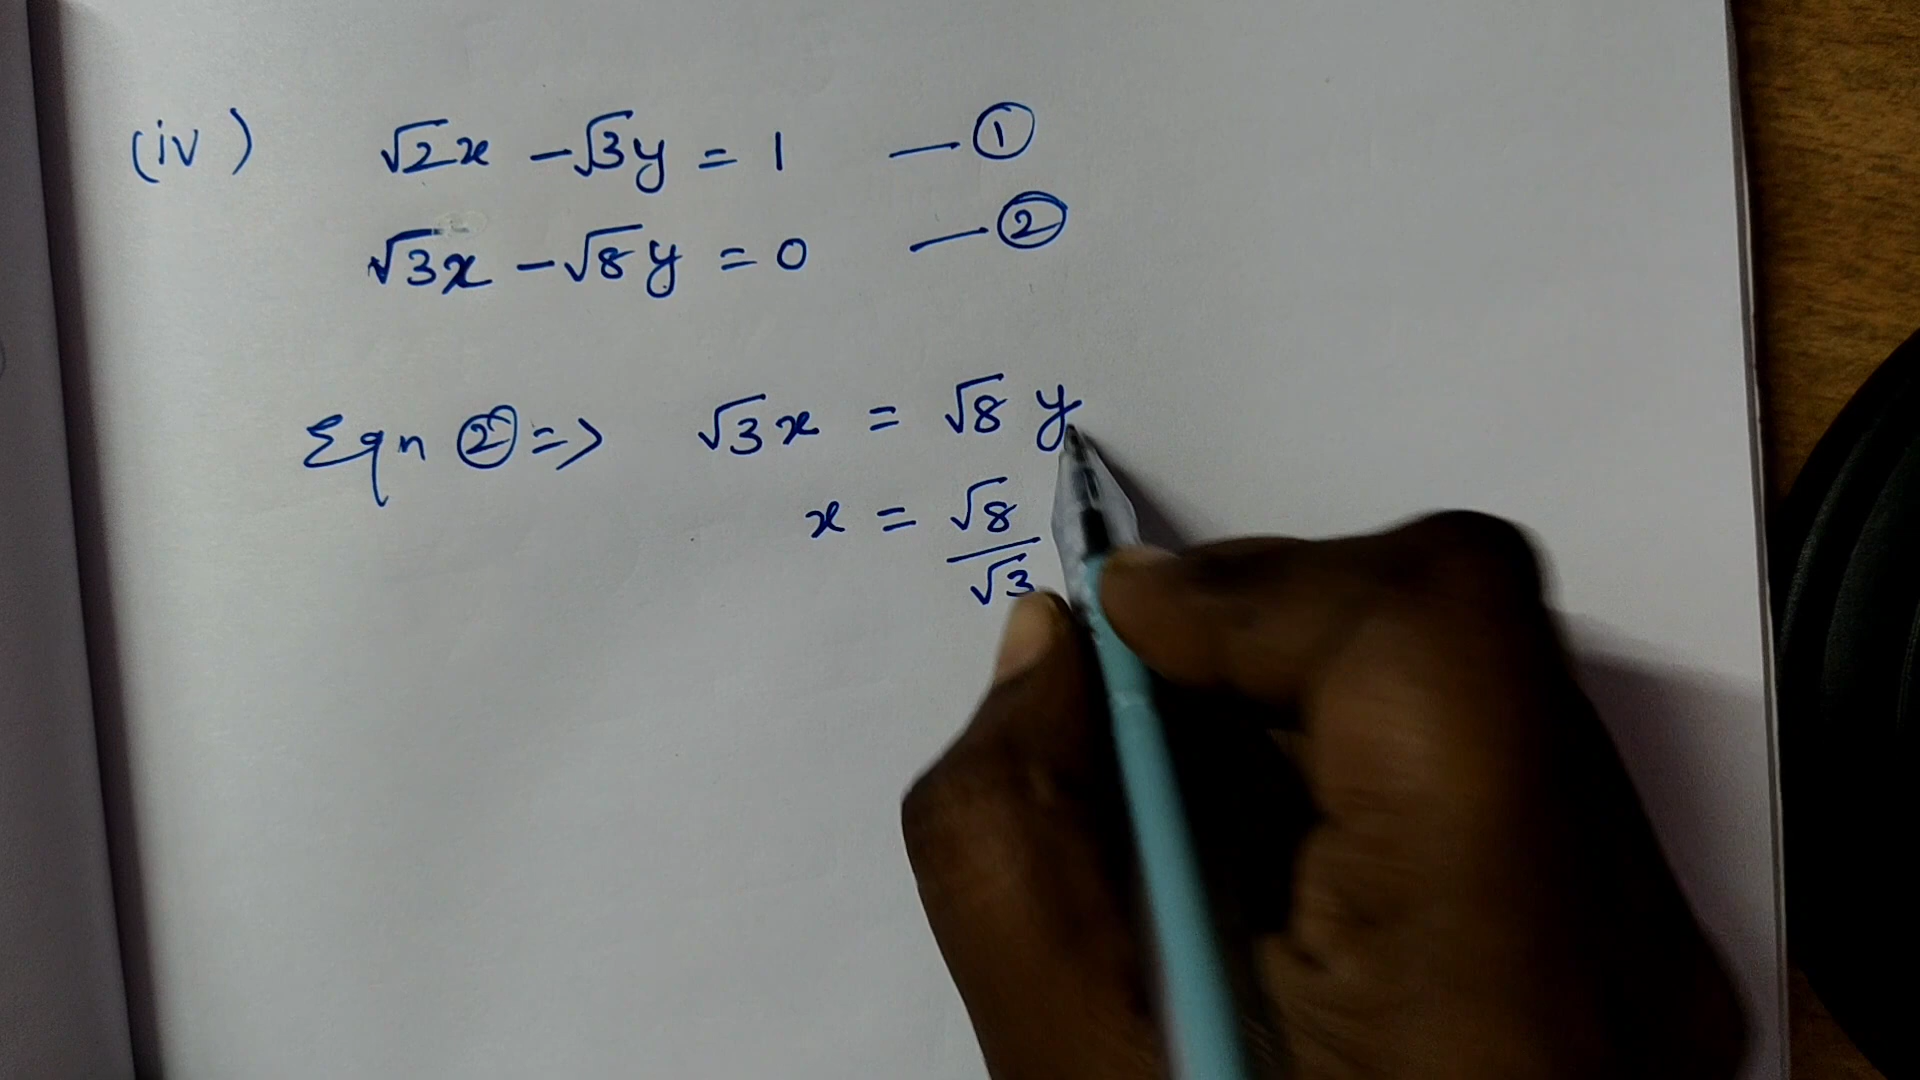 (iv) √2x - √3y = 1 — ①
√3x - √8y = 0 — ②
Eqn ② => √3x = √8 y
x = √8/√3